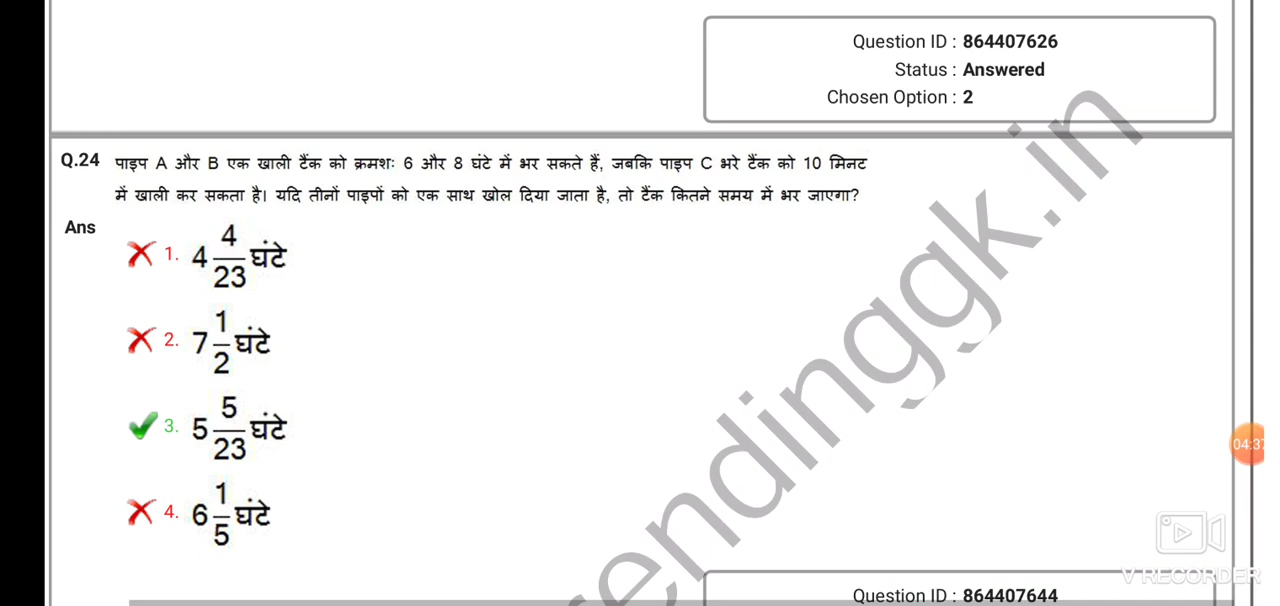 Question ID : 864407626
Status : Answered
Chosen Option : 2
Q.24 पाइप A और B एक खाली टैंक को क्रमशः 6 और 8 घंटे में भर सकते हैं, जबकि पाइप C भरे टैंक को 10 मिनट
में खाली कर सकता है। यदि तीनों पाइपों को एक साथ खोल दिया जाता है, तो टैंक कितने समय में भर जाएगा?
Ans
1. 4 4/23 घंटे
2. 7 1/2 घंटे
3. 5 5/23 घंटे
4. 6 1/5 घंटे
endinggk.in
04:37
V RECORDER
Question ID : 864407644